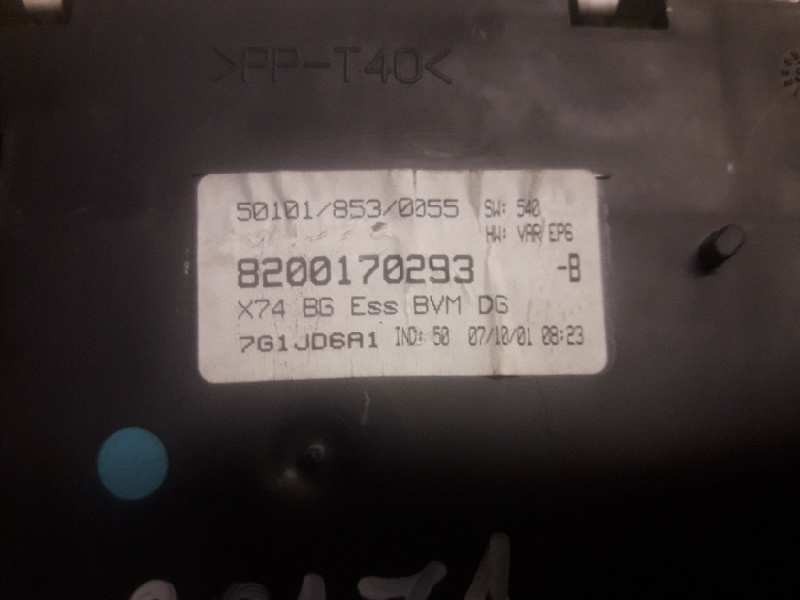 >PP-T40<
50101/853/0055 SW: 540
HW: VAR EP6
8200170293 -B
X74 BG Ess BVM DG
7G1JD6A1 IND: 50 07/10/01 08:23